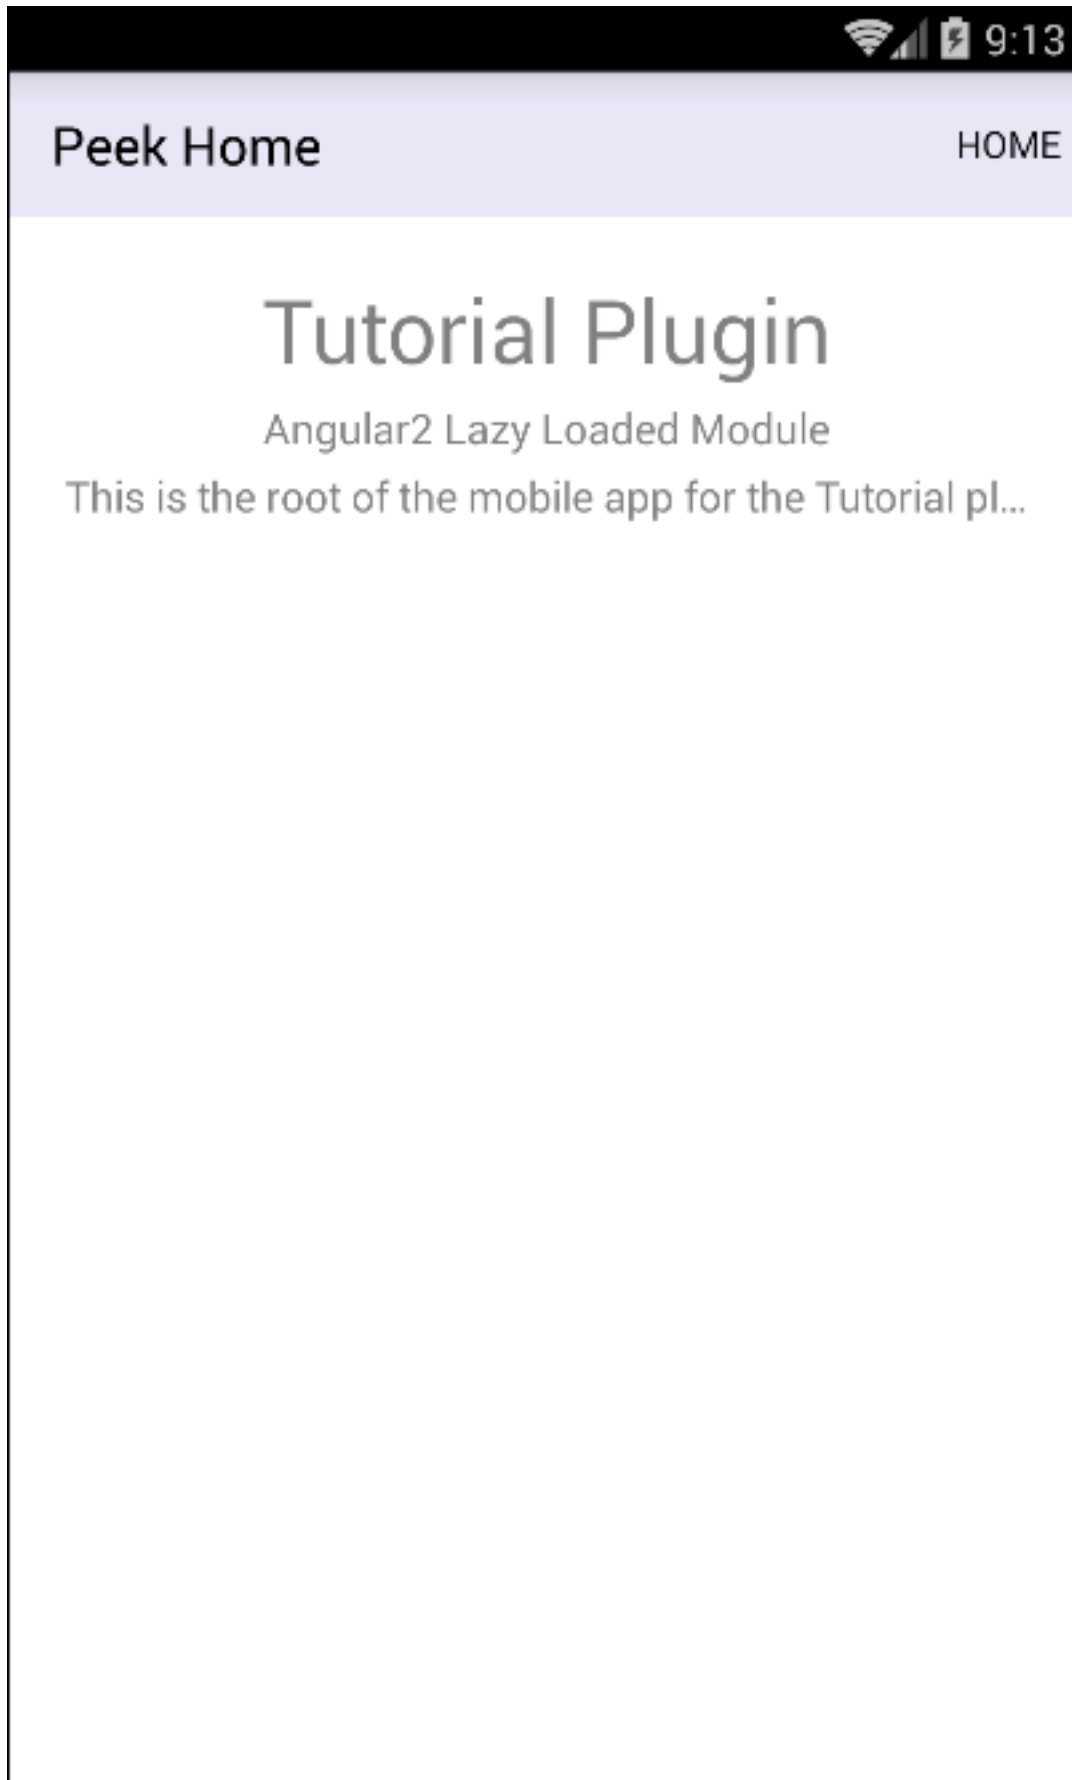 9:13
Peek Home HOME
Tutorial Plugin
Angular2 Lazy Loaded Module
This is the root of the mobile app for the Tutorial pl...